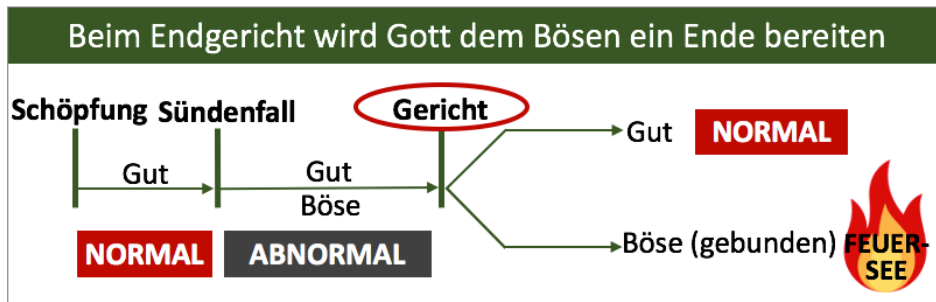 Beim Endgericht wird Gott dem Bösen ein Ende bereiten
Schöpfung Sündenfall Gericht
Gut NORMAL
Gut Gut
Böse
NORMAL ABNORMAL
Böse (gebunden) FEUER-
SEE